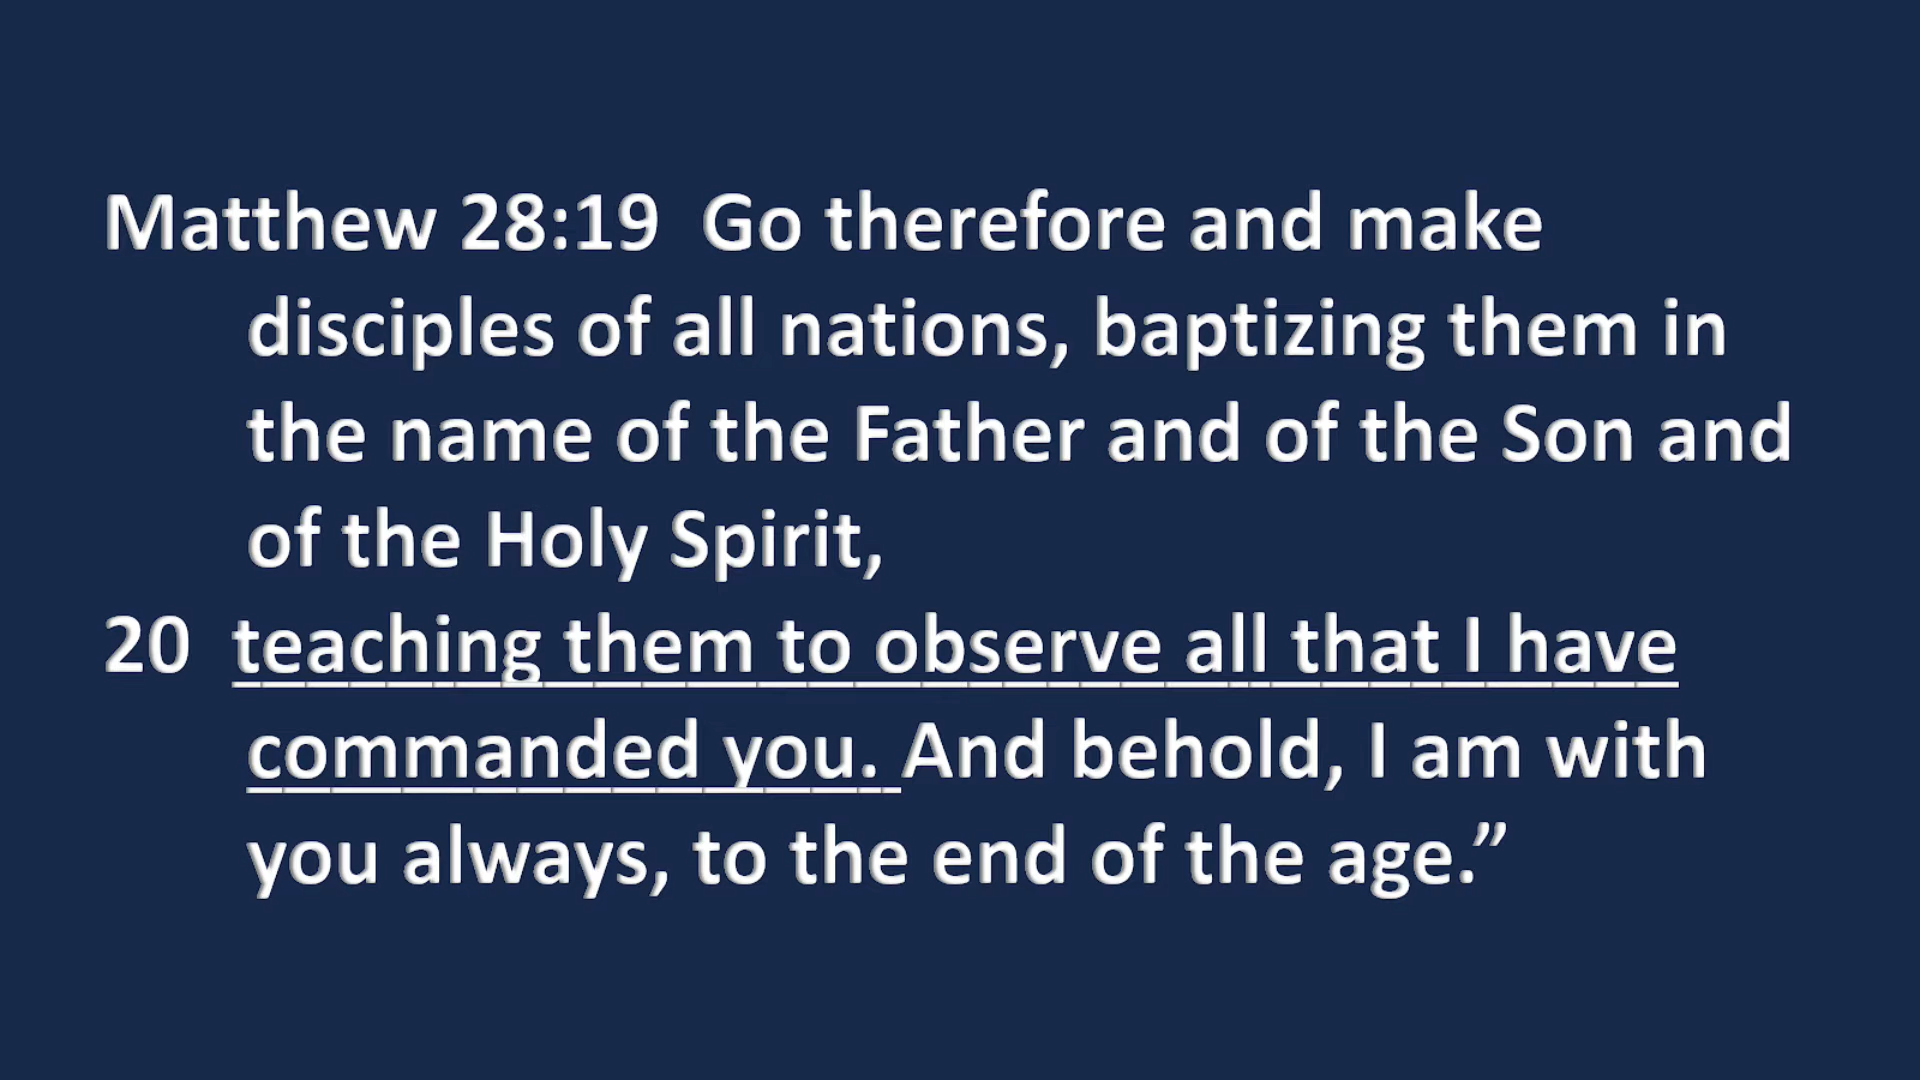 Matthew 28:19  Go therefore and make
disciples of all nations, baptizing them in
the name of the Father and of the Son and
of the Holy Spirit,
20  teaching them to observe all that I have
commanded you. And behold, I am with
you always, to the end of the age.”